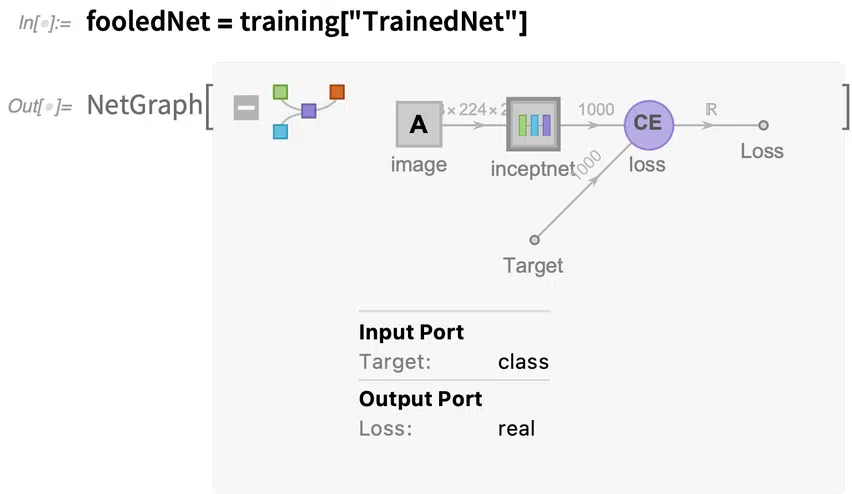 In[•]:= fooledNet = training["TrainedNet"]
Out[•]= NetGraph[ ]
A 3×224×2 1000 CE ℝ
image inceptnet loss Loss
1000
Target
Input Port
Target: class
Output Port
Loss: real